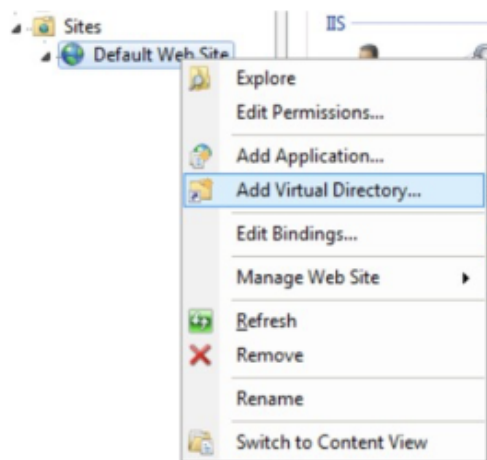 Sites
IIS
Default Web Site
Explore
Edit Permissions...
Add Application...
Add Virtual Directory...
Edit Bindings...
Manage Web Site
Refresh
Remove
Rename
Switch to Content View